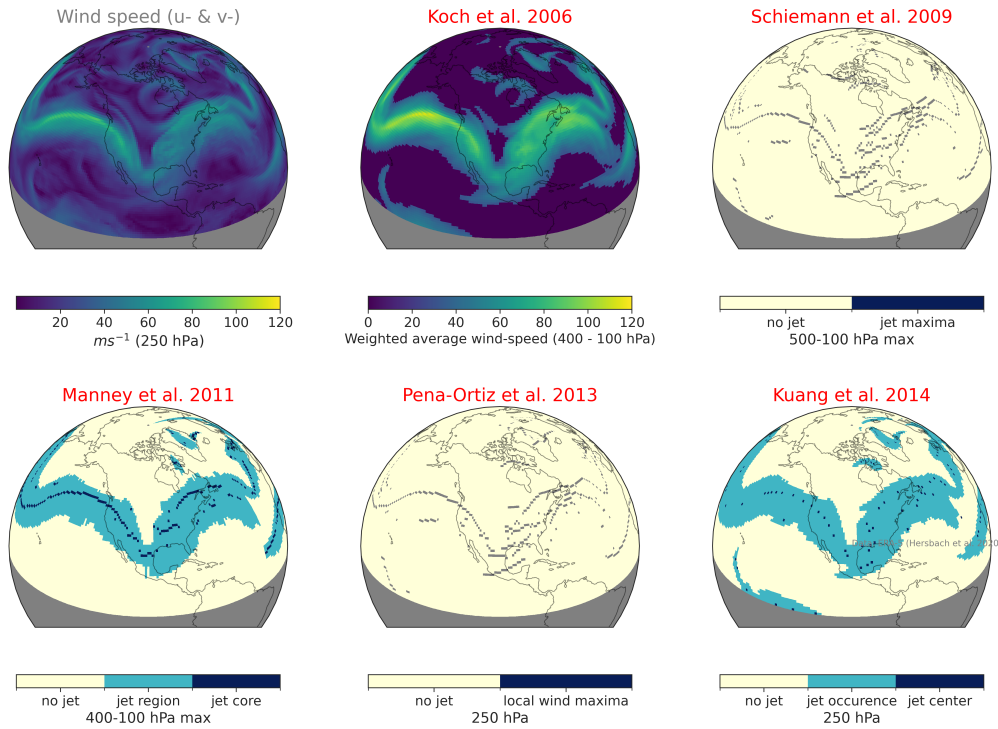 Wind speed (u- & v-)
Koch et al. 2006
Schiemann et al. 2009
20 40 60 80 100 120
ms⁻¹ (250 hPa)
0 20 40 60 80 100 120
Weighted average wind-speed (400 - 100 hPa)
no jet jet maxima
500-100 hPa max
Manney et al. 2011
Pena-Ortiz et al. 2013
Kuang et al. 2014
(Hersbach et al. 2020
no jet jet region jet core
400-100 hPa max
no jet local wind maxima
250 hPa
no jet jet occurence jet center
250 hPa